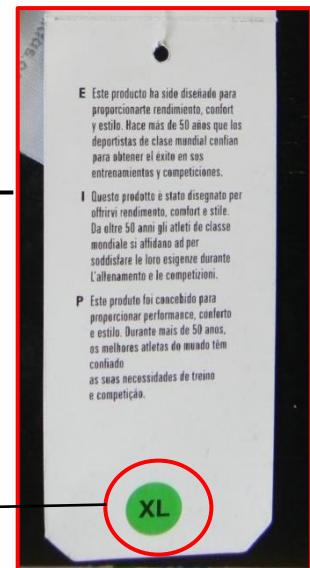 E Este producto ha sido diseñado para
proporcionarte rendimiento, confort
y estilo. Hace más de 50 años que los
deportistas de clase mundial confían
para obtener el éxito en sus
entrenamientos y competiciones.
I Questo prodotto è stato disegnato per
offrirvi rendimento, comfort e stile.
Da oltre 50 anni gli atleti de classe
mondiale si affidano ad per
soddisfare le loro esigenze durante
L'allenamento e le competizioni.
P Este produto foi concebido para
proporcionar performance, conforto
e estilo. Durante mais de 50 anos,
os melhores atletas do mundo têm
confiado
as suas necessidades de treino
e competição.
XL